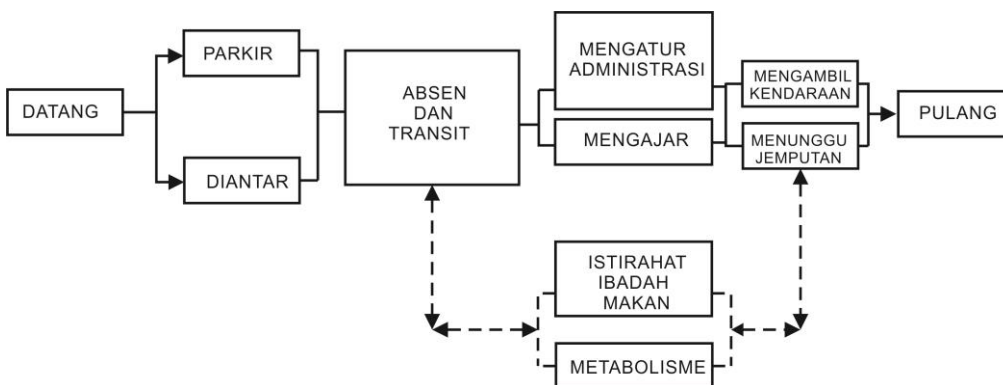 DATANG
PARKIR
DIANTAR
ABSEN
DAN
TRANSIT
MENGATUR
ADMINISTRASI
MENGAJAR
MENGAMBIL
KENDARAAN
MENUNGGU
JEMPUTAN
PULANG
ISTIRAHAT
IBADAH
MAKAN
METABOLISME